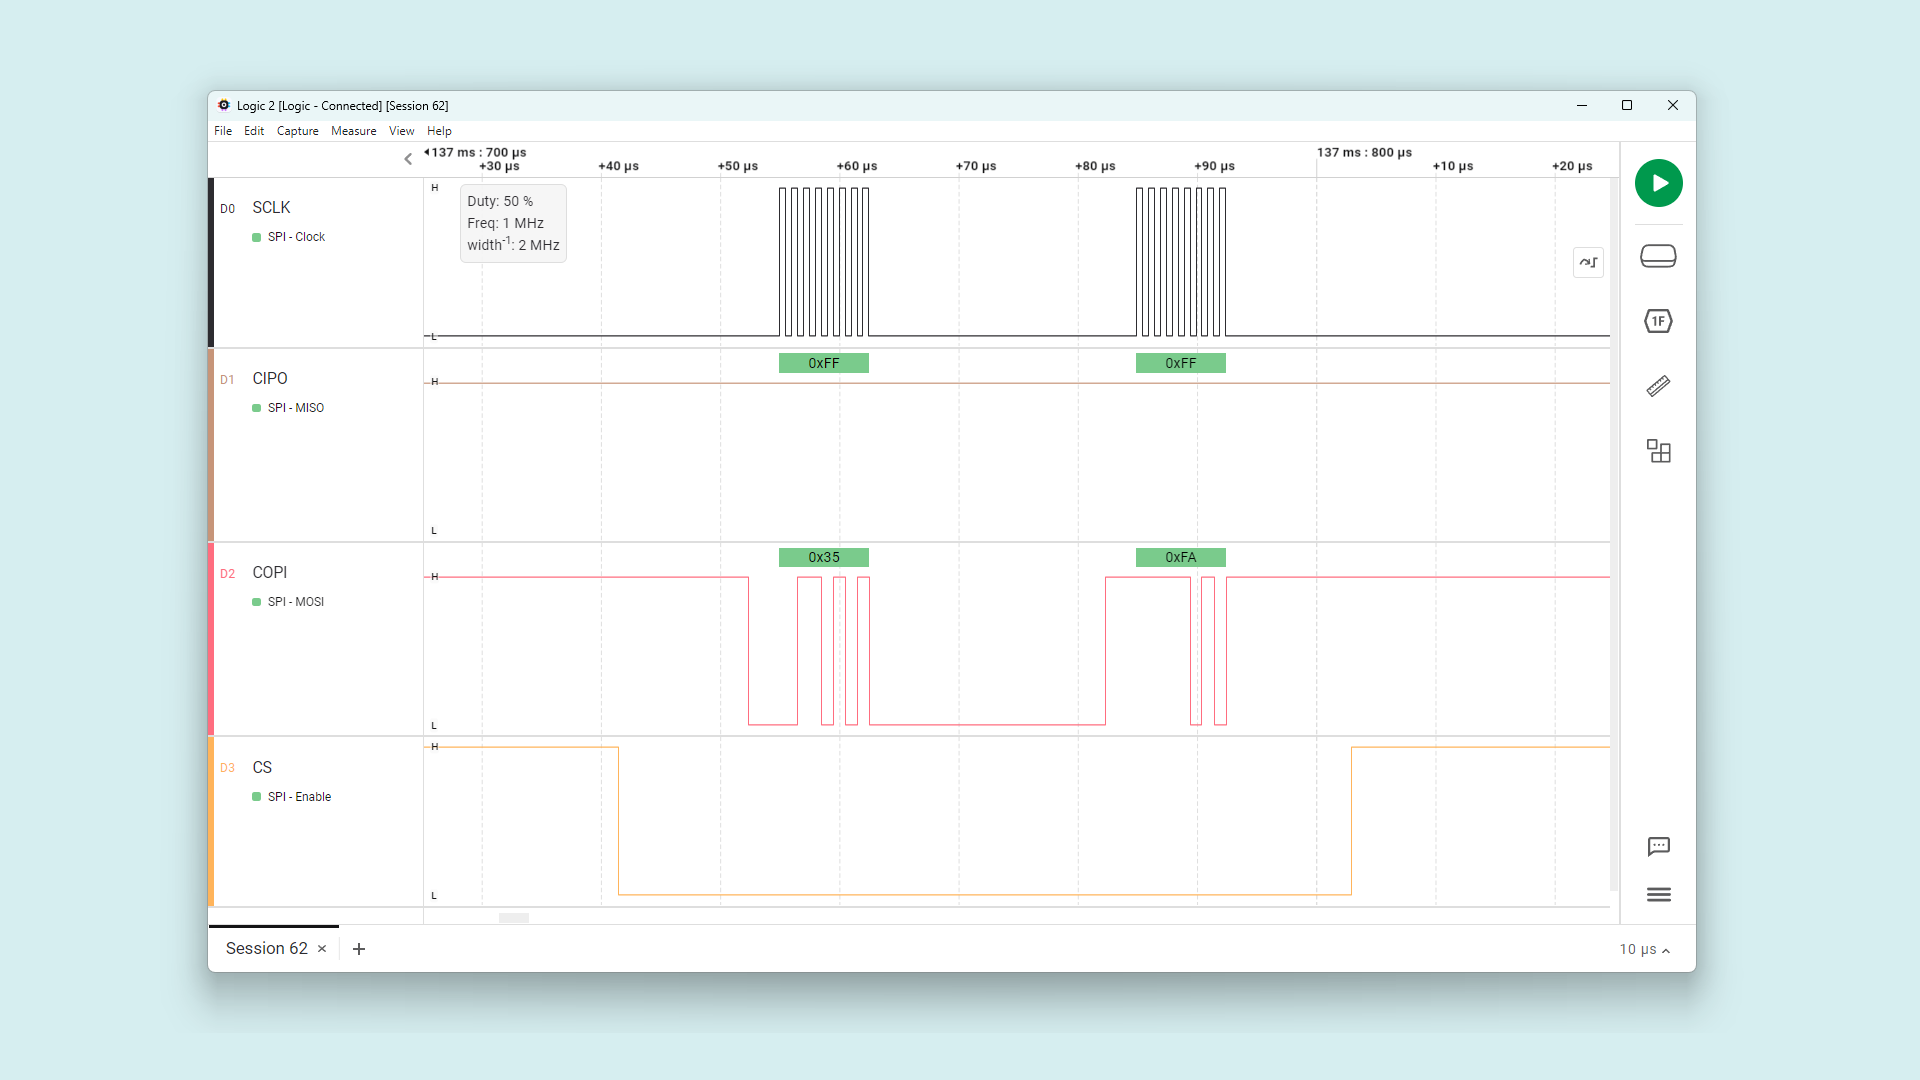 Logic 2 [Logic - Connected] [Session 62]
File Edit Capture Measure View Help
137 ms : 700 µs 137 ms : 800 µs
+30 µs +40 µs +50 µs +60 µs +70 µs +80 µs +90 µs +10 µs +20 µs
D0 SCLK
SPI - Clock
H
L
Duty: 50 %
Freq: 1 MHz
width-1: 2 MHz
1F
0xFF 0xFF
D1 CIPO
SPI - MISO
H
L
0x35 0xFA
D2 COPI
SPI - MOSI
H
L
D3 CS
SPI - Enable
H
L
Session 62
10 µs